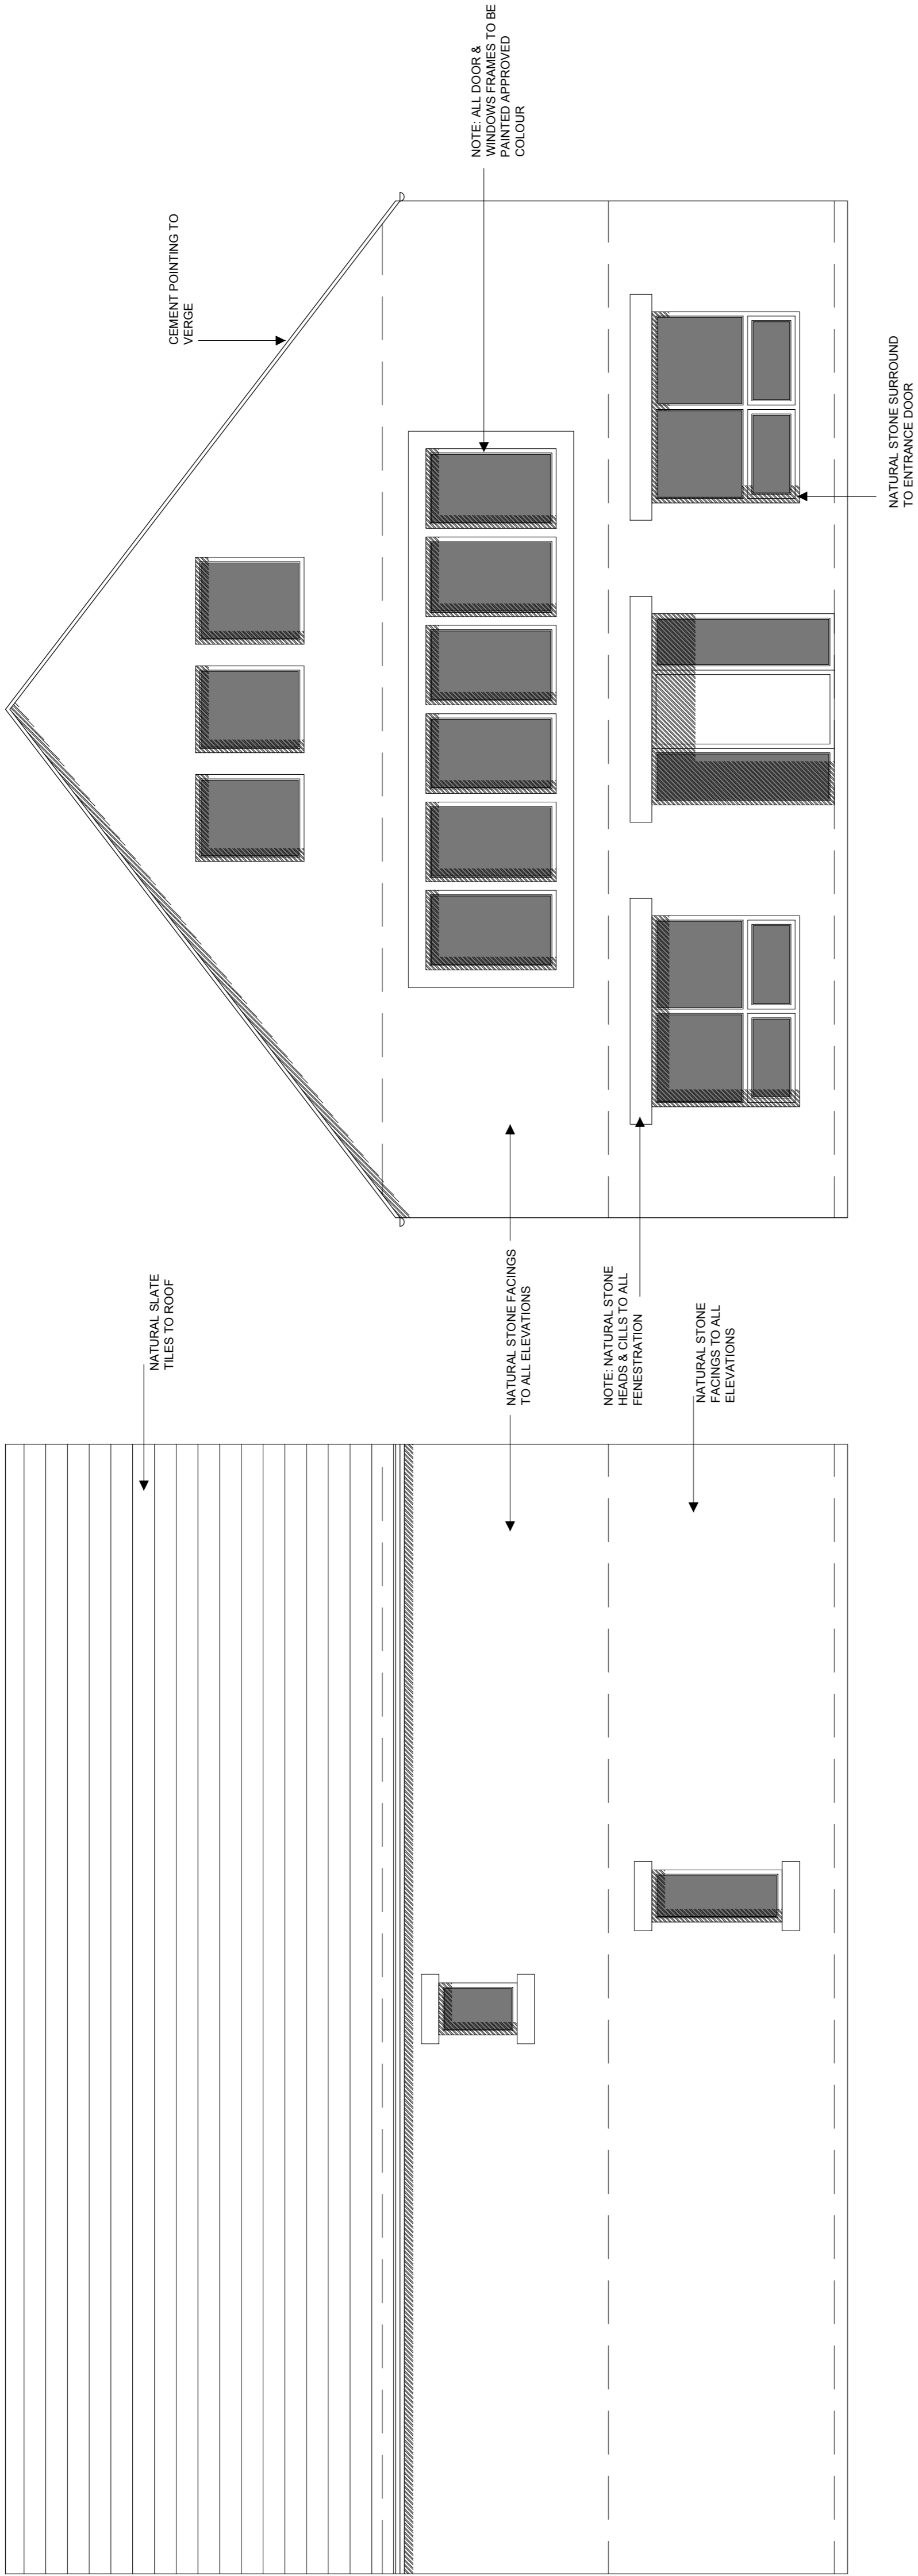 NATURAL SLATE
TILES TO ROOF
NATURAL STONE FACINGS
TO ALL ELEVATIONS
NOTE: NATURAL STONE
HEADS & CILLS TO ALL
FENESTRATION
NATURAL STONE
FACINGS TO ALL
ELEVATIONS
CEMENT POINTING TO
VERGE
NOTE: ALL DOOR &
WINDOWS FRAMES TO BE
PAINTED APPROVED
COLOUR
NATURAL STONE SURROUND
TO ENTRANCE DOOR